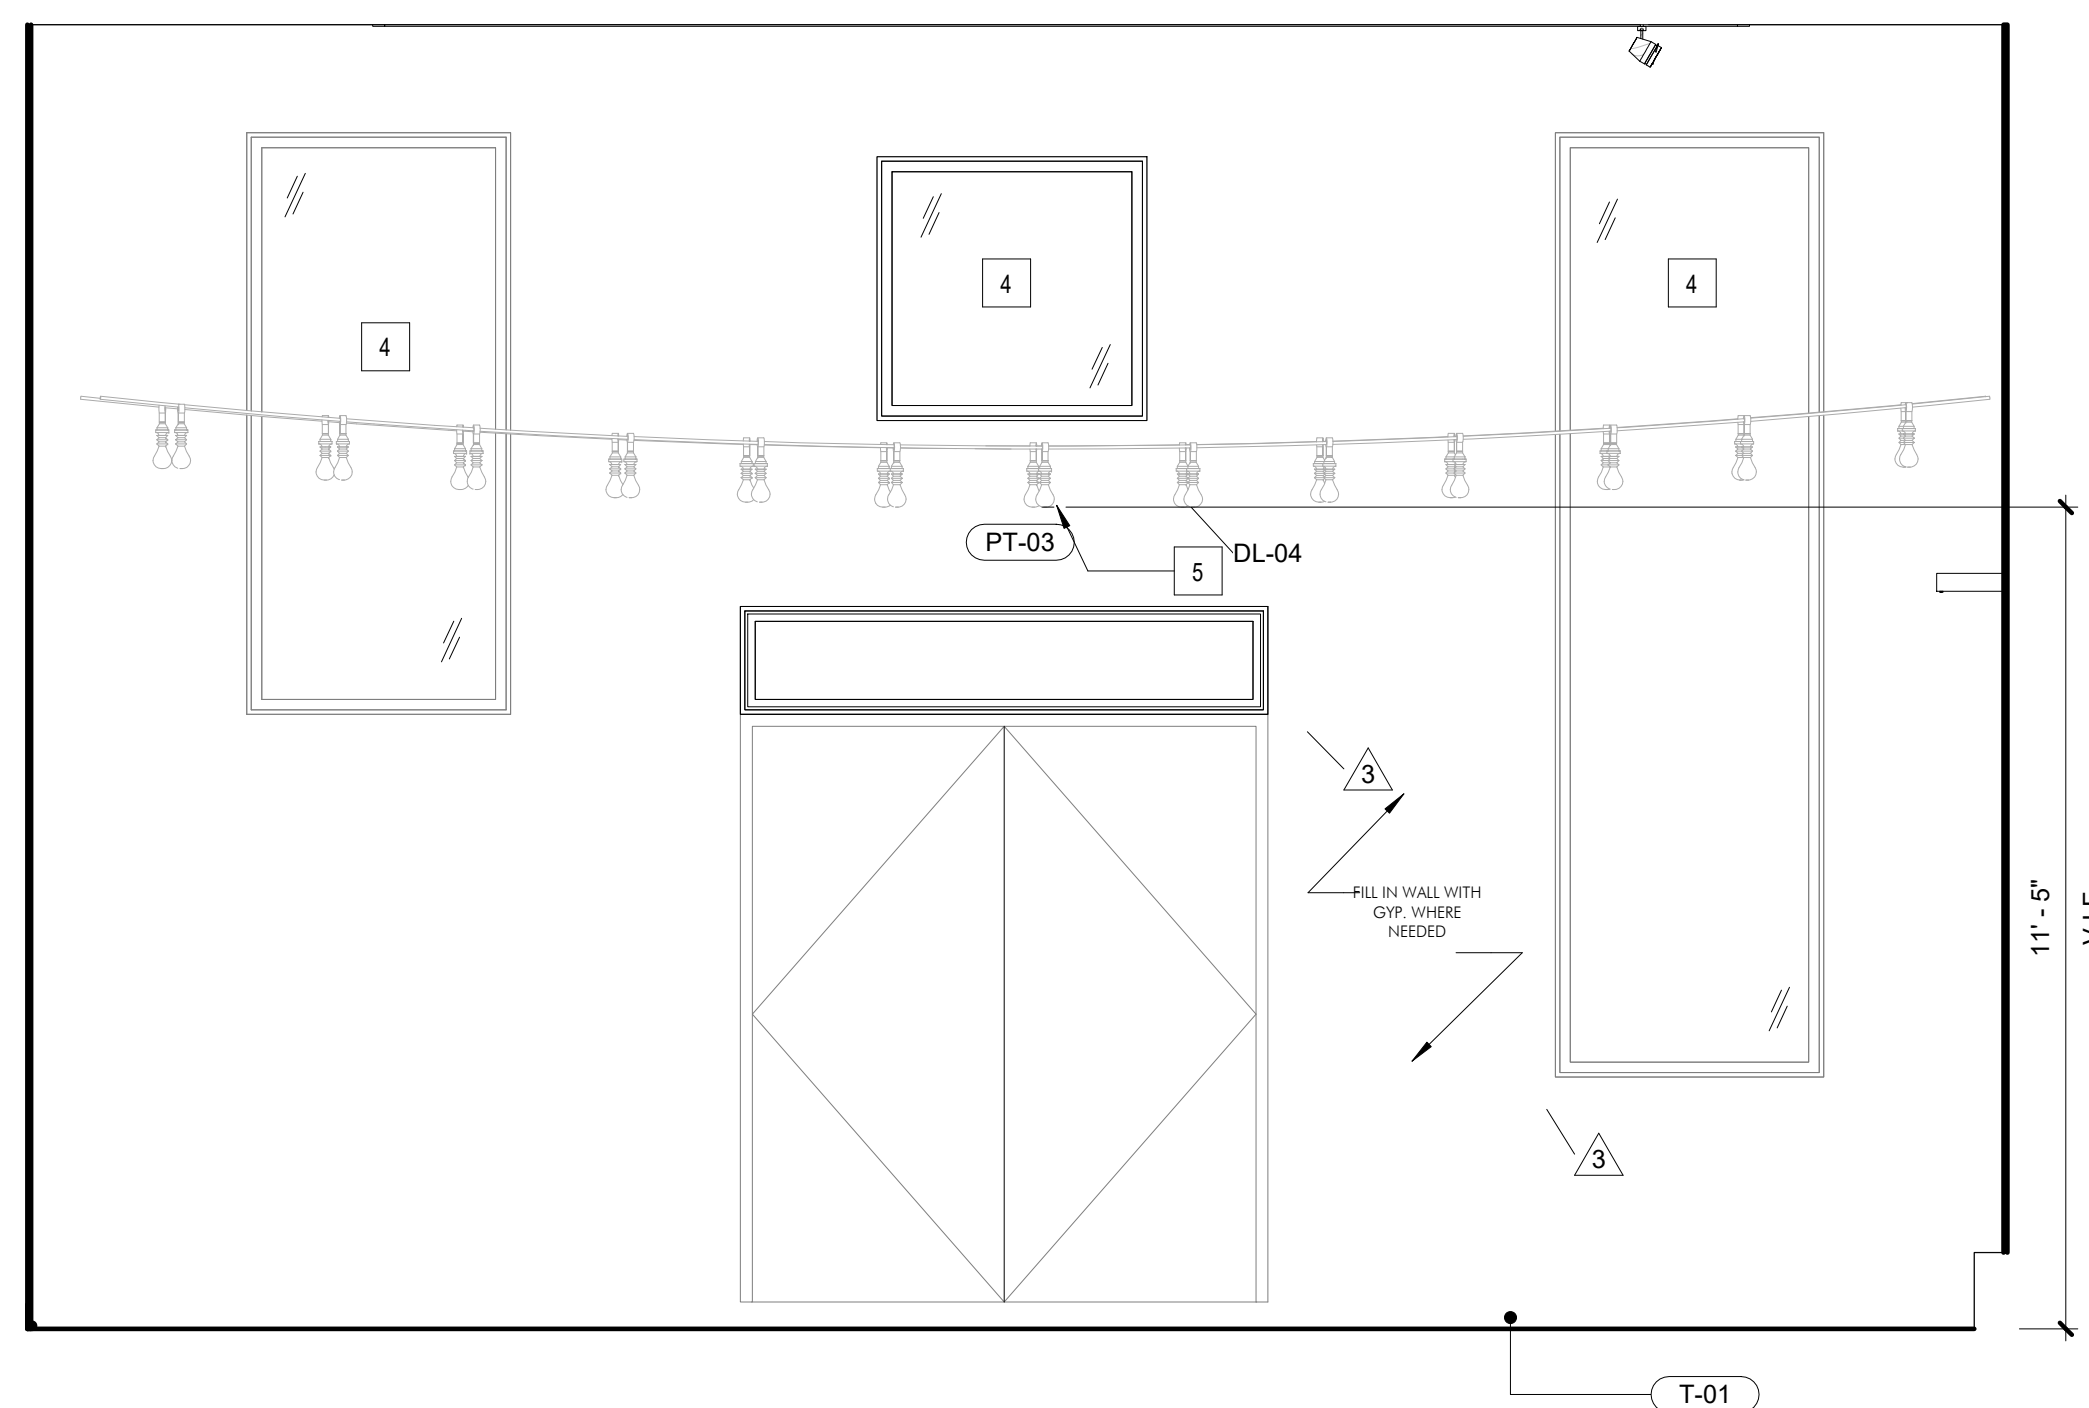 4
4
4
PT-03
5
DL-04
3
FILL IN WALL WITH
GYP. WHERE
NEEDED
11' - 5"
3
T-01